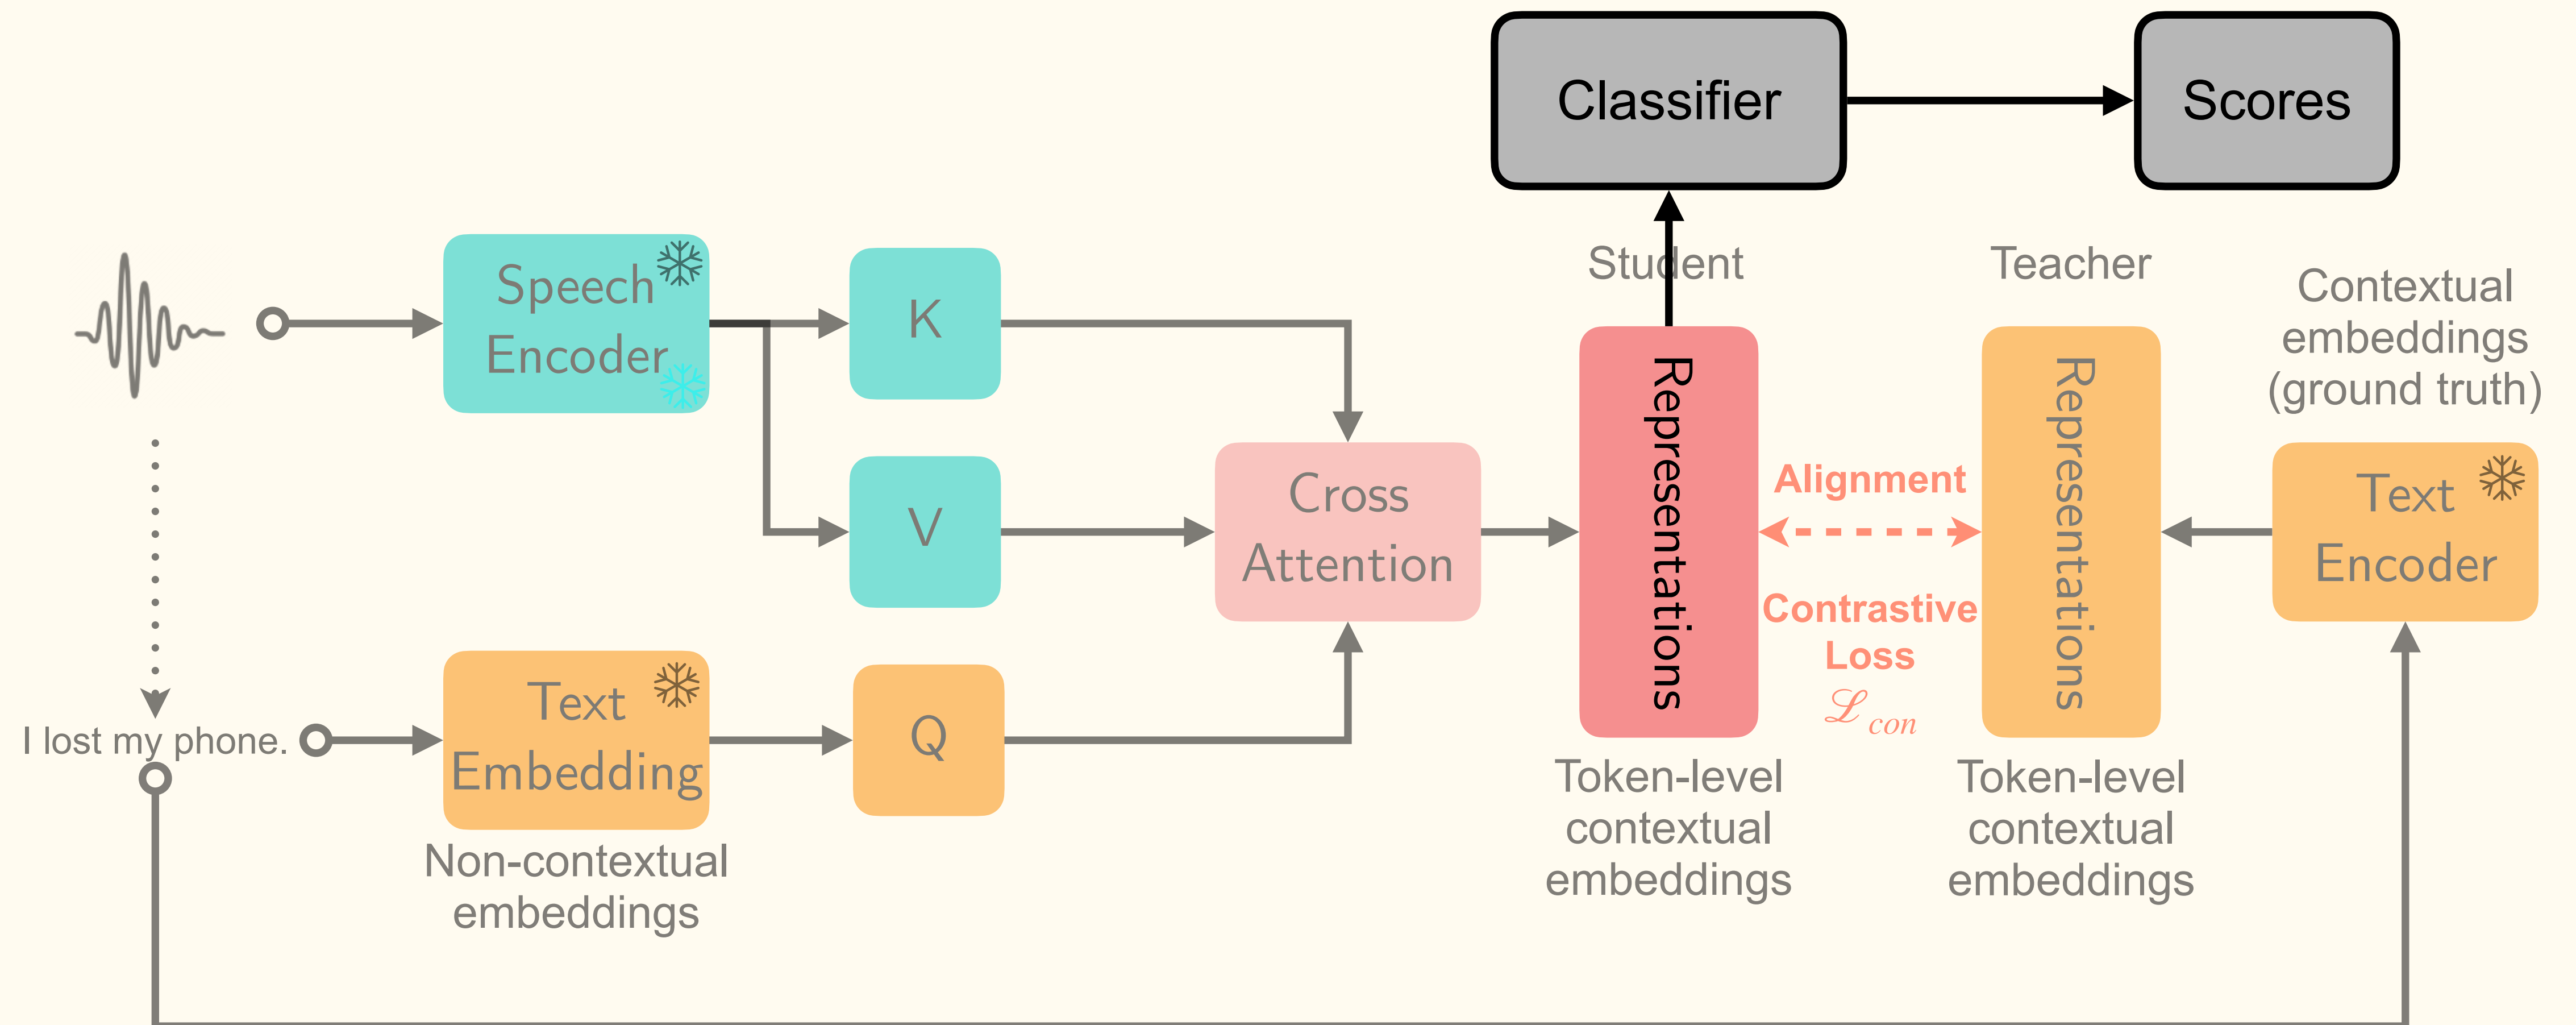 Classifier
Scores
Student
Teacher
Contextual
embeddings
(ground truth)
Speech
Encoder
K
V
Cross
Attention
Representations
Alignment
Contrastive
Loss
ℒ con
Representations
Text
Encoder
I lost my phone.
Text
Embedding
Q
Non-contextual
embeddings
Token-level
contextual
embeddings
Token-level
contextual
embeddings